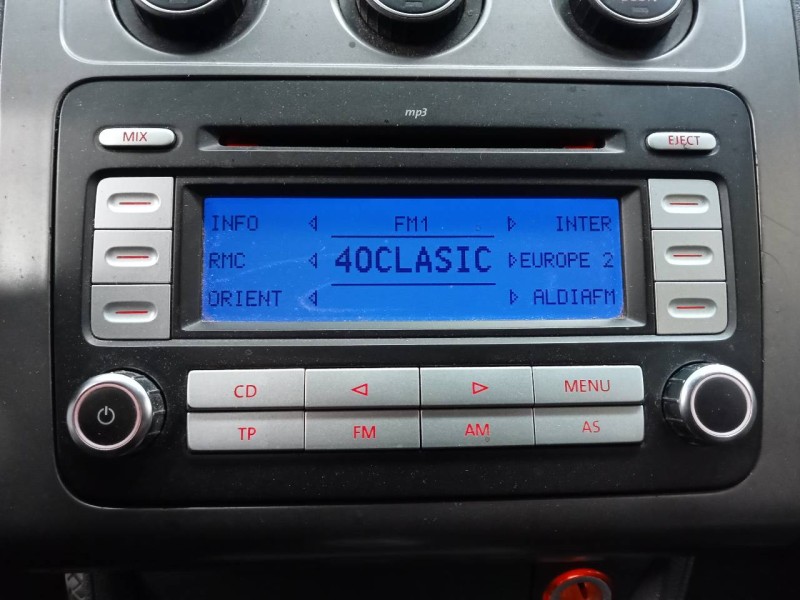 mp3
MIX
EJECT
INFO FM1 INTER
RMC 40CLASIC EUROPE 2
ORIENT ALDIAFM
CD MENU
TP FM AM AS